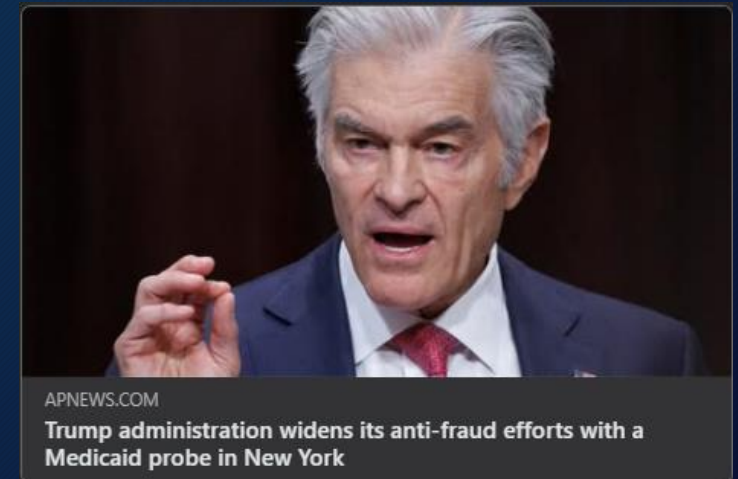 APNEWS.COM
Trump administration widens its anti-fraud efforts with a
Medicaid probe in New York